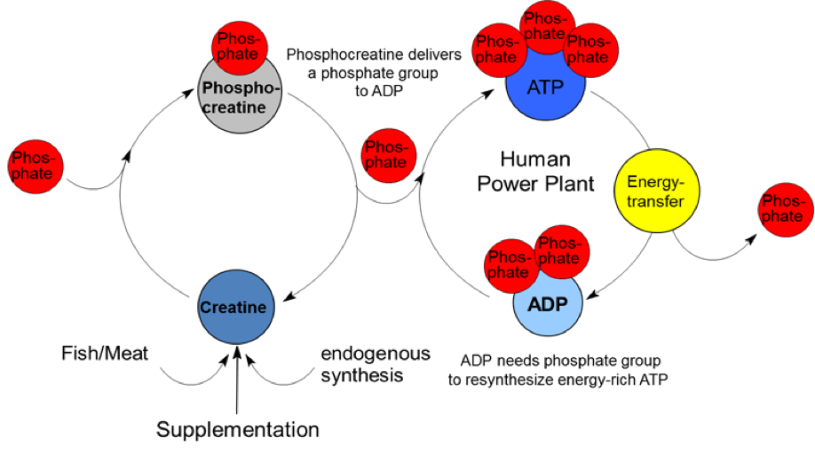 Phos-
phate
Phospho-
creatine
Phosphocreatine delivers
a phosphate group
to ADP
Phos-
phate
Phos-
phate
Phos-
phate
ATP
Phos-
phate
Phos-
phate
Human
Power Plant
Energy-
transfer
Phos-
phate
Phos-
phate
Phos-
phate
ADP
Creatine
Fish/Meat
endogenous
synthesis
Supplementation
ADP needs phosphate group
to resynthesize energy-rich ATP